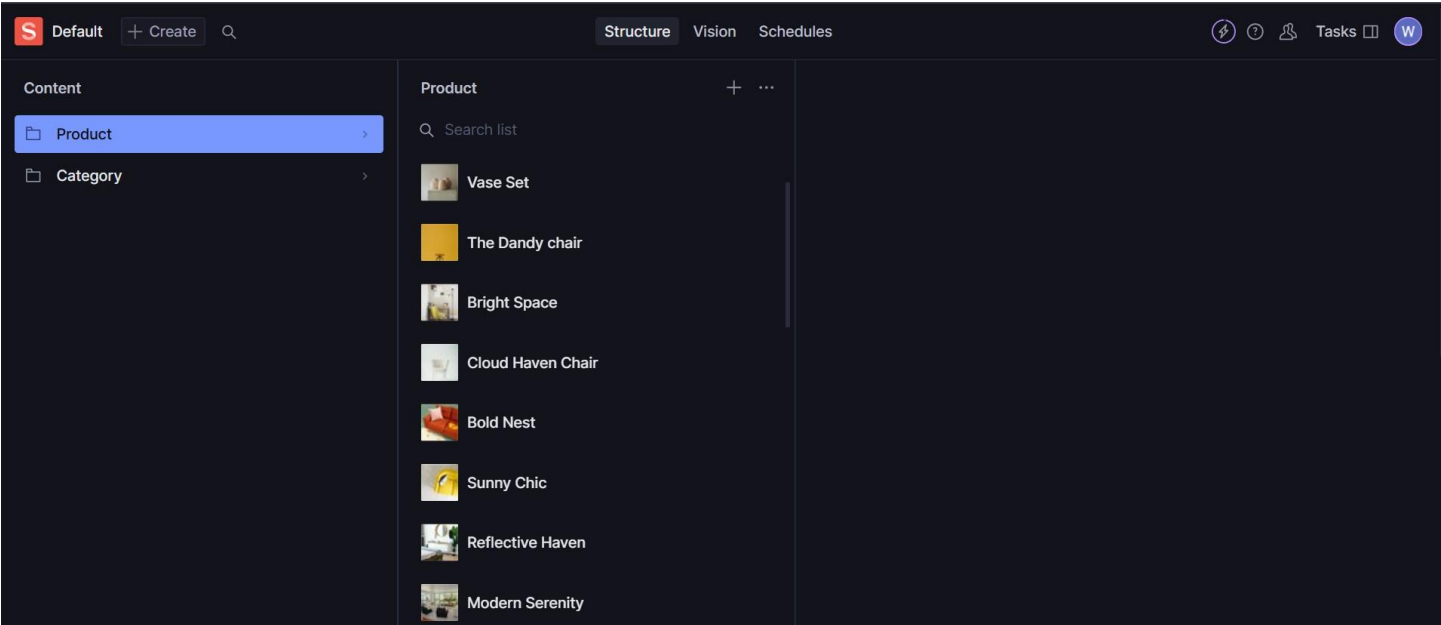 S Default + Create Structure Vision Schedules Tasks W
Content
Product
Category
Product
Search list
Vase Set
The Dandy chair
Bright Space
Cloud Haven Chair
Bold Nest
Sunny Chic
Reflective Haven
Modern Serenity